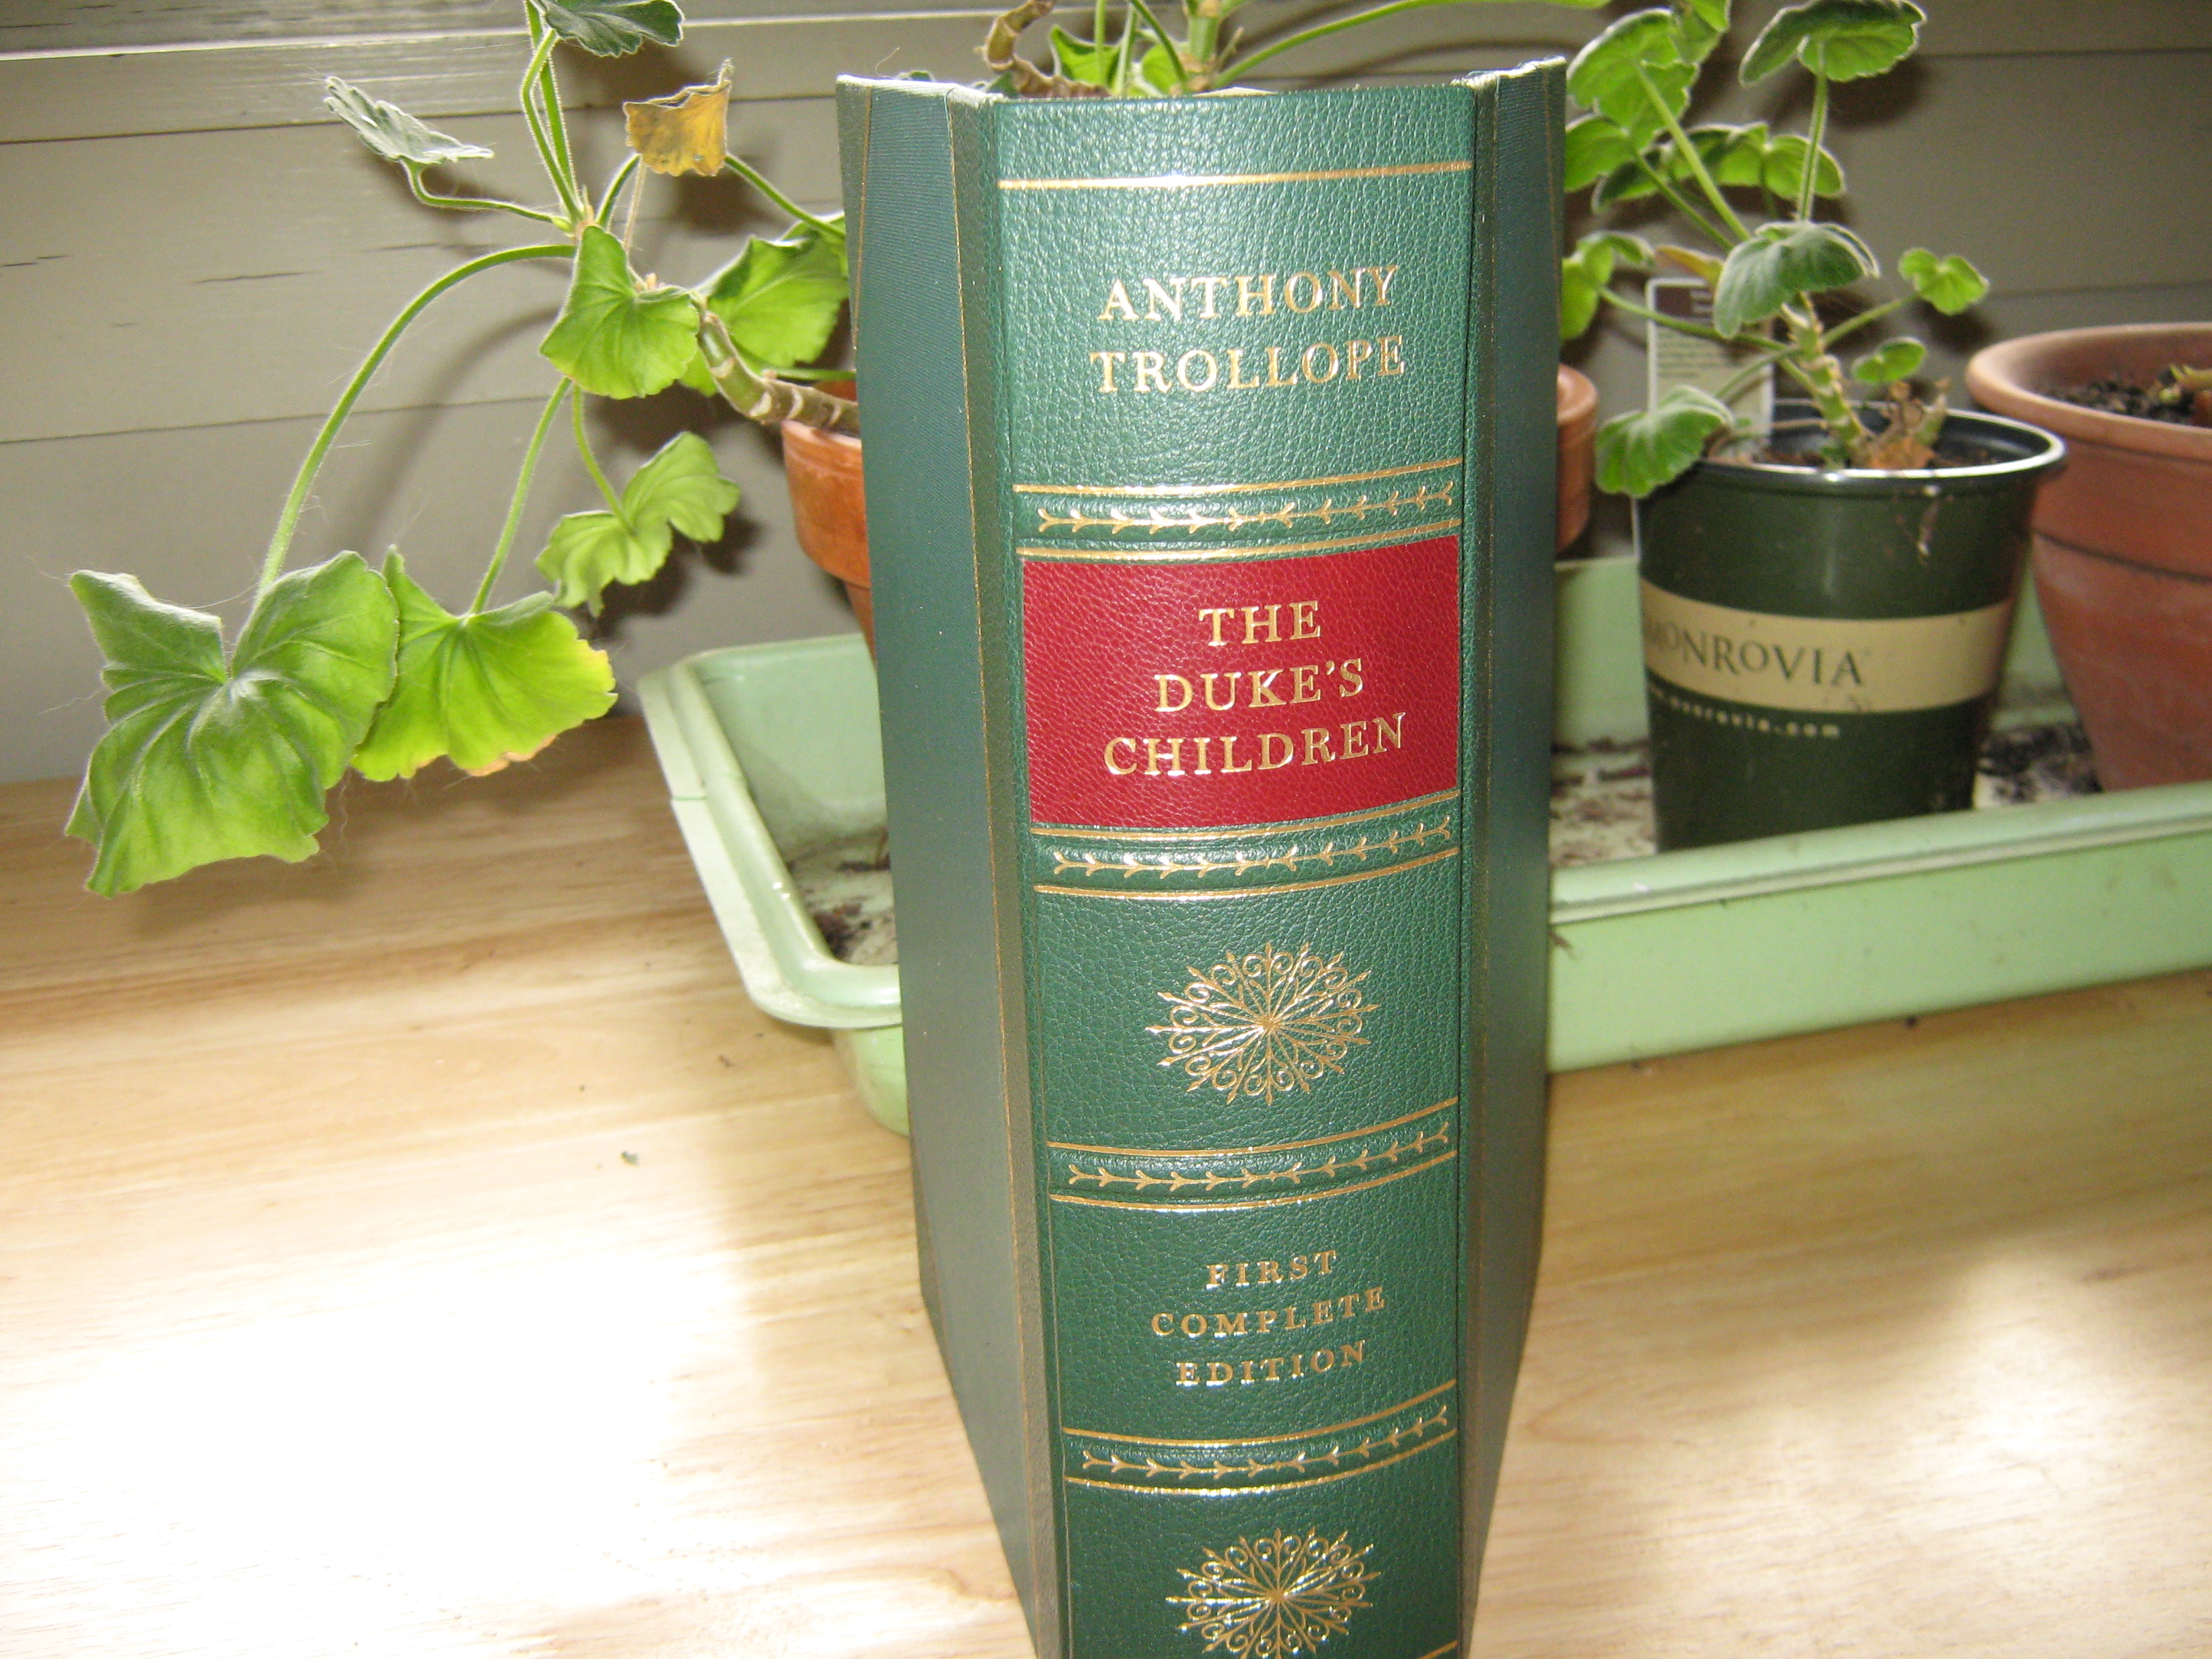 ANTHONY
TROLLOPE
THE
DUKE'S
CHILDREN
FIRST
COMPLETE
EDITION
MONROVIA